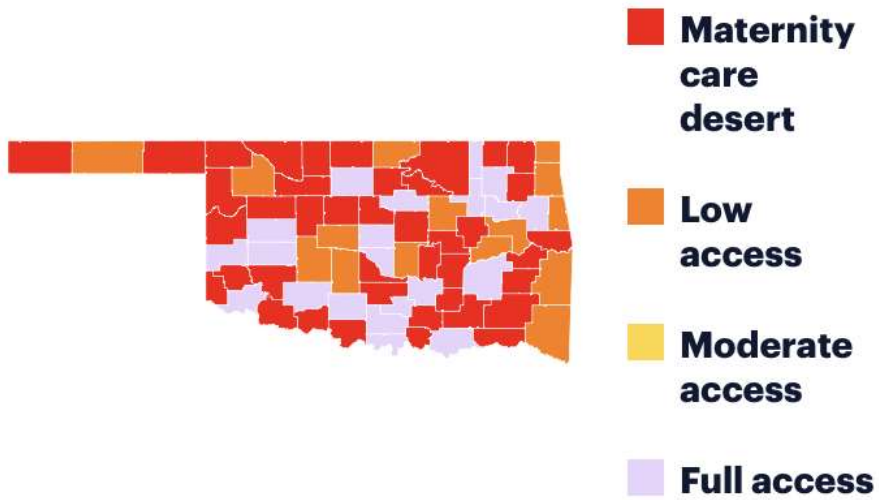 Maternity
care
desert
Low
access
Moderate
access
Full access